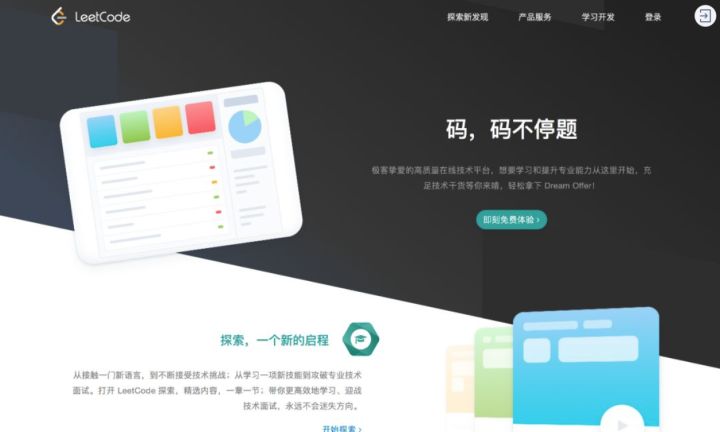 LeetCode
探索新发现
产品服务
学习开发
登录
码，码不停题
极客挚爱的高质量在线技术平台，想要学习和提升专业能力从这里开始，充
足技术干货等你来啃，轻松拿下 Dream Offer！
即刻免费体验 ›
探索，一个新的启程
从接触一门新语言，到不断接受技术挑战；从学习一项新技能到攻破专业技术
面试。打开 LeetCode 探索，精选内容，一章一节；带你更高效地学习、迎战
技术面试，永远不会迷失方向。
开始探索 ›